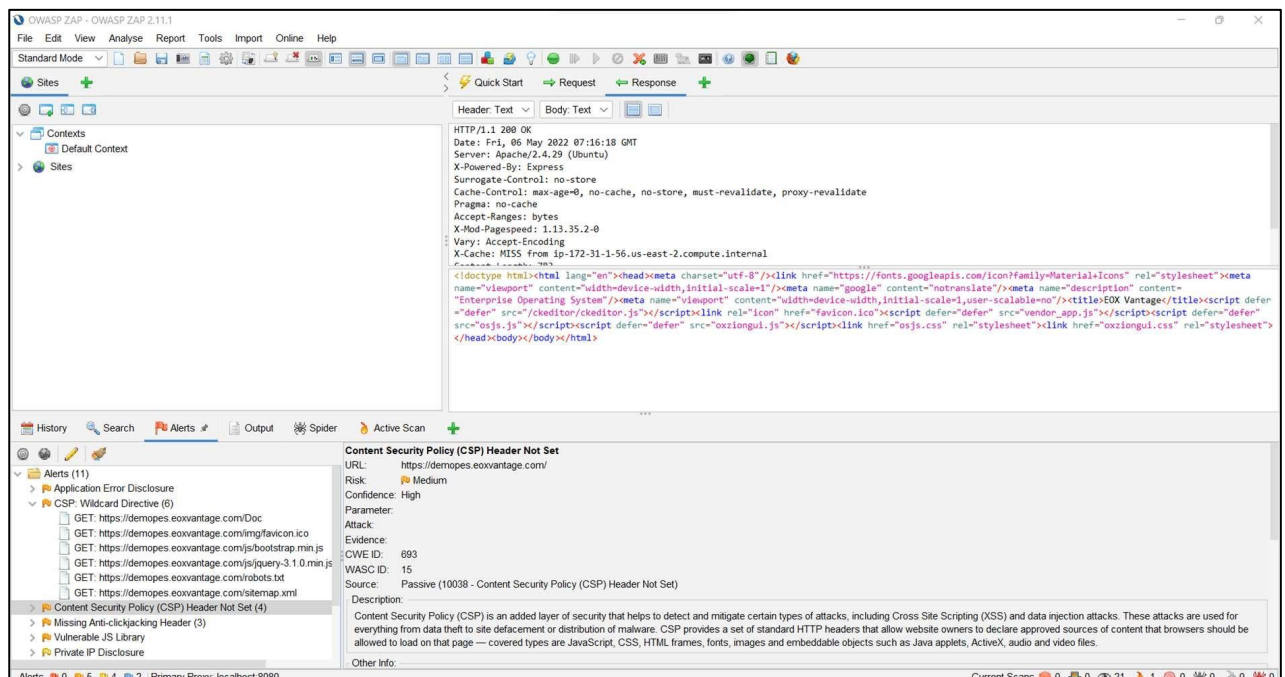 OWASP ZAP - OWASP ZAP 2.11.1
File Edit View Analyse Report Tools Import Online Help
Standard Mode
Sites
Quick Start Request Response
Header: Text Body: Text
Contexts
Default Context
Sites
HTTP/1.1 200 OK
Date: Fri, 06 May 2022 07:16:18 GMT
Server: Apache/2.4.29 (Ubuntu)
X-Powered-By: Express
Surrogate-Control: no-store
Cache-Control: max-age=0, no-cache, no-store, must-revalidate, proxy-revalidate
Pragma: no-cache
Accept-Ranges: bytes
X-Mod-Pagespeed: 1.13.35.2-0
Vary: Accept-Encoding
X-Cache: MISS from ip-172-31-1-56.us-east-2.compute.internal
<!doctype html><html lang="en"><head><meta charset="utf-8"/><link href="https://fonts.googleapis.com/icon?family=Material+Icons" rel="stylesheet"><meta
name="viewport" content="width=device-width,initial-scale=1"/><meta name="google" content="notranslate"/><meta name="description" content=
"Enterprise Operating System"/><meta name="viewport" content="width=device-width,initial-scale=1,user-scalable=no"/><title>EOX Vantage</title><script defer
="defer" src="/ckeditor/ckeditor.js"></script><link rel="icon" href="favicon.ico"><script defer="defer" src="vendor_app.js"></script><script defer="defer"
src="osjs.js"></script><script defer="defer" src="oxziongui.js"></script><link href="osjs.css" rel="stylesheet"><link href="oxziongui.css" rel="stylesheet">
</head><body></body></html>
History Search Alerts Output Spider Active Scan
Alerts (11)
Application Error Disclosure
CSP: Wildcard Directive (6)
GET: https://demopes.eoxvantage.com/Doc
GET: https://demopes.eoxvantage.com/img/favicon.ico
GET: https://demopes.eoxvantage.com/js/bootstrap.min.js
GET: https://demopes.eoxvantage.com/js/jquery-3.1.0.min.js
GET: https://demopes.eoxvantage.com/robots.txt
GET: https://demopes.eoxvantage.com/sitemap.xml
Content Security Policy (CSP) Header Not Set (4)
Missing Anti-clickjacking Header (3)
Vulnerable JS Library
Private IP Disclosure
Content Security Policy (CSP) Header Not Set
URL: https://demopes.eoxvantage.com/
Risk: Medium
Confidence: High
Parameter:
Attack:
Evidence:
CWE ID: 693
WASC ID: 15
Source: Passive (10038 - Content Security Policy (CSP) Header Not Set)
Description:
Content Security Policy (CSP) is an added layer of security that helps to detect and mitigate certain types of attacks, including Cross Site Scripting (XSS) and data injection attacks. These attacks are used for
everything from data theft to site defacement or distribution of malware. CSP provides a set of standard HTTP headers that allow website owners to declare approved sources of content that browsers should be
allowed to load on that page — covered types are JavaScript, CSS, HTML frames, fonts, images and embeddable objects such as Java applets, ActiveX, audio and video files.
Other Info:
Alerts 0 5 4 2 Primary Proxy: localhost:8080
Current Scans 0 0 21 1 0 0 0 0